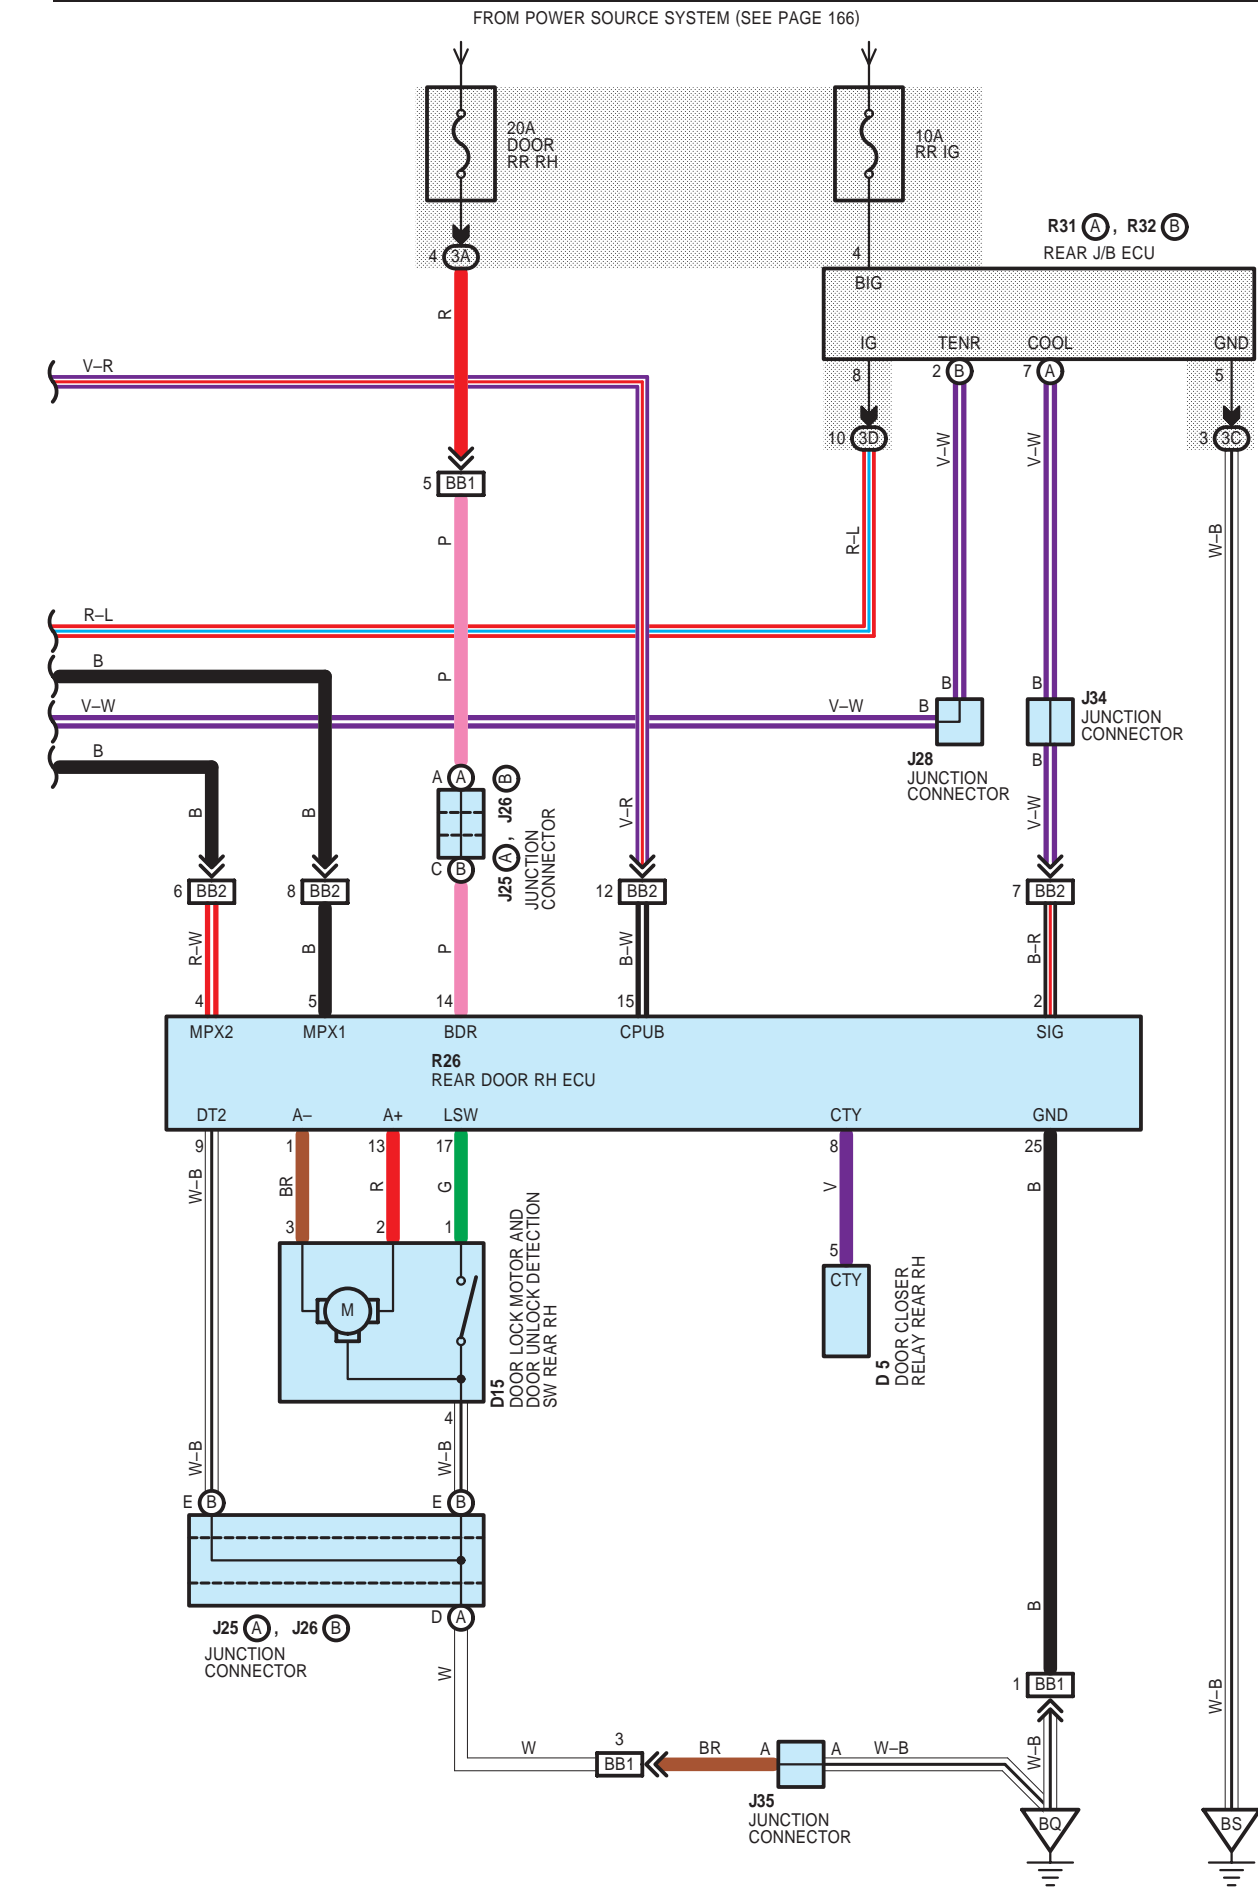 FROM POWER SOURCE SYSTEM (SEE PAGE 166)
20A
DOOR
RR RH
10A
RR IG
4 3A
4
R31 A , R32 B
REAR J/B ECU
BIG
IG TENR COOL GND
R
V–R
8
2 B
7 A
5
10 3D
3 3C
V–W
V–W
5 BB1
P
R–L
W–B
R–L
B
P
V–W
V–W
B
B
B
J34
JUNCTION
CONNECTOR
B
B
J28
JUNCTION
CONNECTOR
A A
C B
J25 A , J26 B
JUNCTION
CONNECTOR
B
B
V–R
V–W
6 BB2
8 BB2
12 BB2
7 BB2
R–W
B
P
B–W
B–R
4
5
14
15
2
MPX2 MPX1 BDR CPUB SIG
R26
REAR DOOR RH ECU
DT2 A– A+ LSW CTY GND
9
1
13
17
8
25
W–B
BR
R
G
V
B
3
2
1
5
M
CTY
D15
DOOR LOCK MOTOR AND
DOOR UNLOCK DETECTION
SW REAR RH
D 5
DOOR CLOSER
RELAY REAR RH
4
W–B
W–B
E B
E B
J25 A , J26 B
JUNCTION
CONNECTOR
D A
W
B
1 BB1
W–B
W
3
BB1
BR
A
A
W–B
W–B
J35
JUNCTION
CONNECTOR
BQ
BS